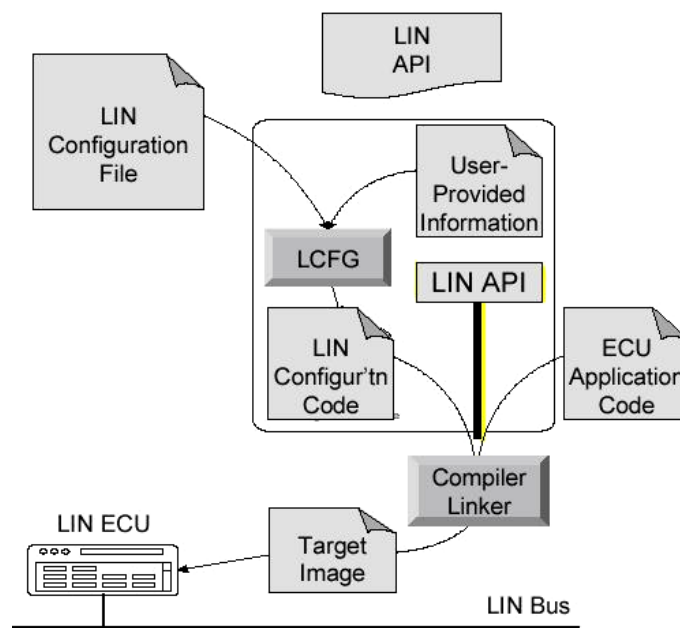 LIN
API
LIN
Configuration
File
User-
Provided
Information
LCFG
LIN API
LIN
Configur'tn
Code
ECU
Application
Code
Compiler
Linker
LIN ECU
Target
Image
LIN Bus